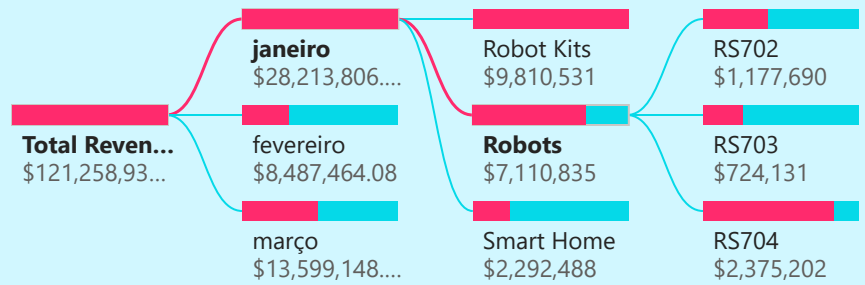 Total Reven...
$121,258,93...
janeiro
$28,213,806....
fevereiro
$8,487,464.08
março
$13,599,148....
Robot Kits
$9,810,531
Robots
$7,110,835
Smart Home
$2,292,488
RS702
$1,177,690
RS703
$724,131
RS704
$2,375,202